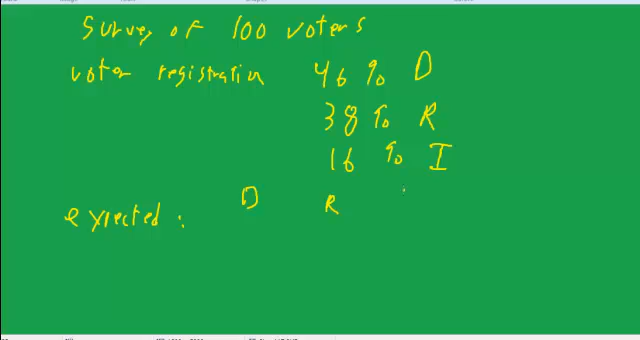 Survey of 100 voters
voter registration 46 % D
38 % R
16 % I
D R
expected :